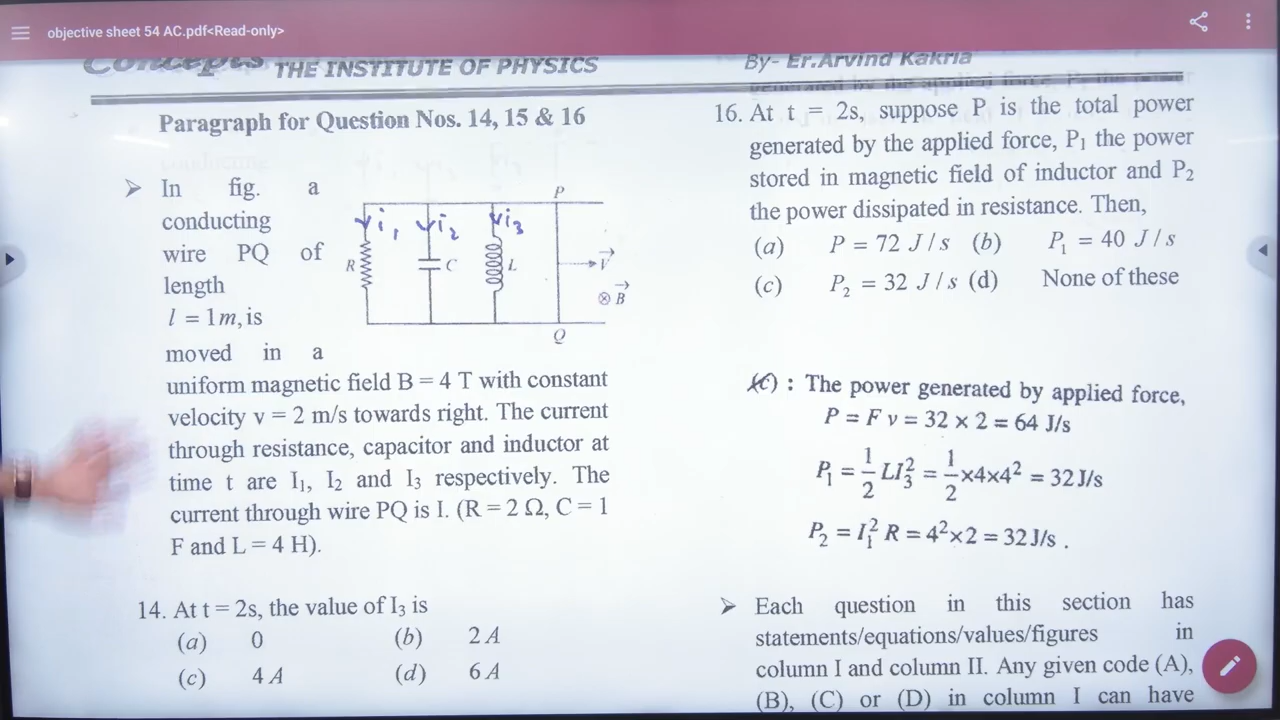 objective sheet 54 AC.pdf<Read-only>
Concepts THE INSTITUTE OF PHYSICS
By- Er.Arvind Kakria
Paragraph for Question Nos. 14, 15 & 16
➢ In fig. a
conducting
wire PQ of
length
l = 1m, is
moved in a
uniform magnetic field B = 4 T with constant
velocity v = 2 m/s towards right. The current
through resistance, capacitor and inductor at
time t are I₁, I₂ and I₃ respectively. The
current through wire PQ is I. (R = 2 Ω, C = 1
F and L = 4 H).
P
i₁ i₂ i₃
R C L V⃗
⊗ B⃗
Q
14. At t = 2s, the value of I₃ is
(a) 0 (b) 2 A
(c) 4 A (d) 6 A
16. At t = 2s, suppose P is the total power
generated by the applied force, P₁ the power
stored in magnetic field of inductor and P₂
the power dissipated in resistance. Then,
(a) P = 72 J / s (b) P₁ = 40 J / s
(c) P₂ = 32 J / s (d) None of these
(c) : The power generated by applied force,
P = F v = 32 × 2 = 64 J/s
P₁ = 1/2 LI₃² = 1/2 ×4×4² = 32 J/s
P₂ = I₁² R = 4²×2 = 32 J/s .
➢ Each question in this section has
statements/equations/values/figures in
column I and column II. Any given code (A),
(B), (C) or (D) in column I can have